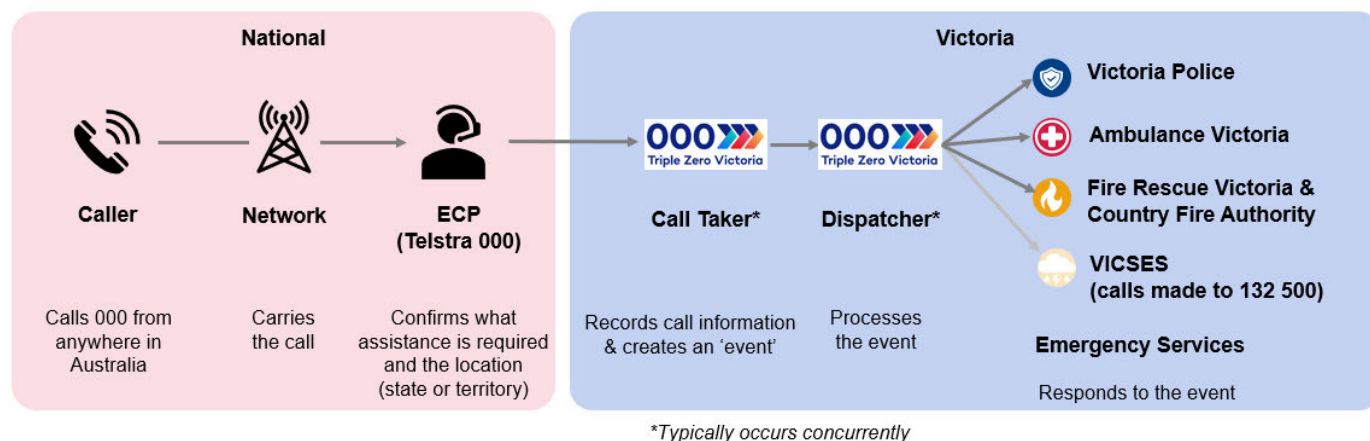 National
Victoria
Caller
Network
ECP
(Telstra 000)
000
Triple Zero Victoria
Call Taker*
000
Triple Zero Victoria
Dispatcher*
Victoria Police
Ambulance Victoria
Fire Rescue Victoria &
Country Fire Authority
VICSES
(calls made to 132 500)
Calls 000 from
anywhere in
Australia
Carries
the call
Confirms what
assistance is required
and the location
(state or territory)
Records call information
& creates an ‘event’
Processes
the event
Emergency Services
Responds to the event
*Typically occurs concurrently